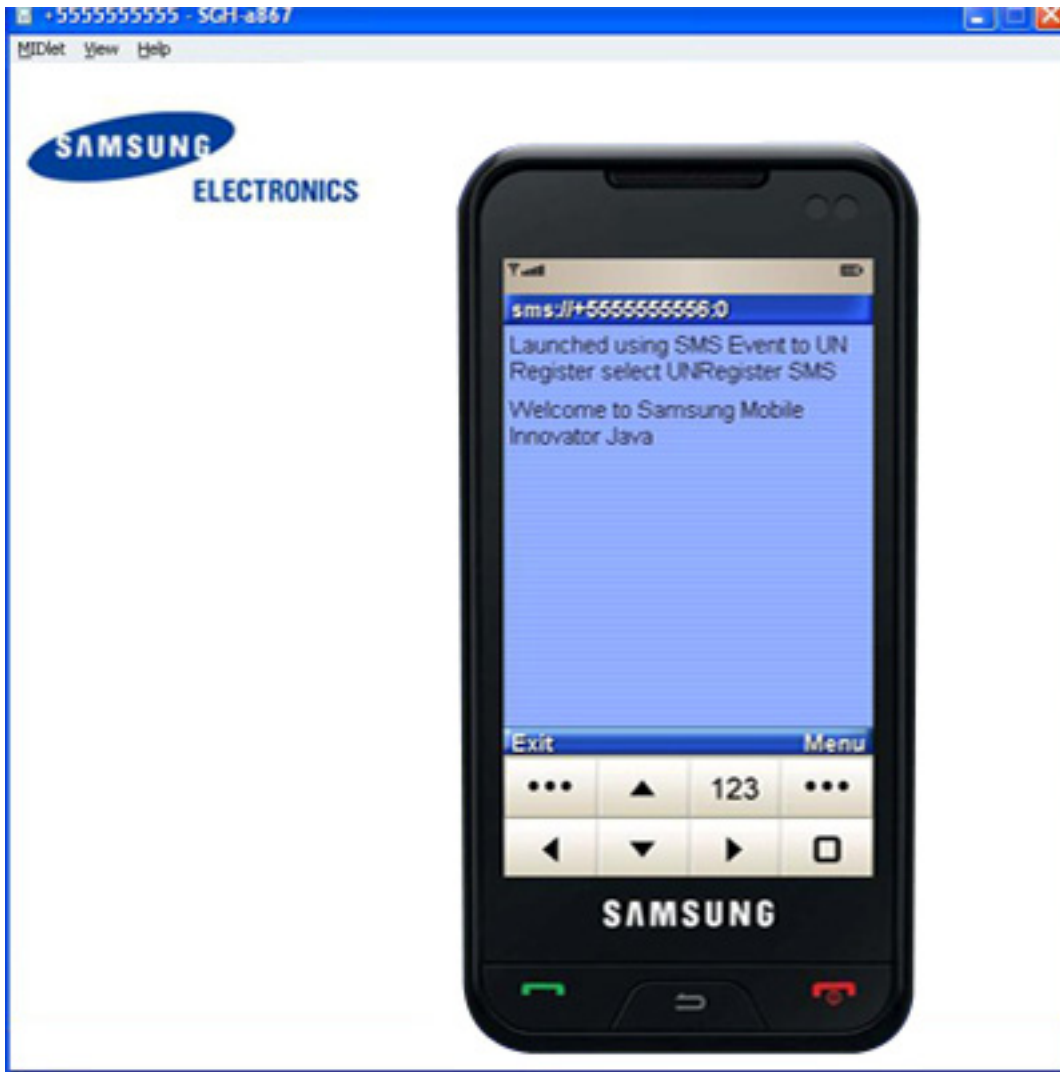 +5555555555 - SGH-a867
MIDlet View Help
SAMSUNG
ELECTRONICS
sms://+5555555556:0
Launched using SMS Event to UN
Register select UNRegister SMS
Welcome to Samsung Mobile
Innovator Java
Exit Menu
123
SAMSUNG